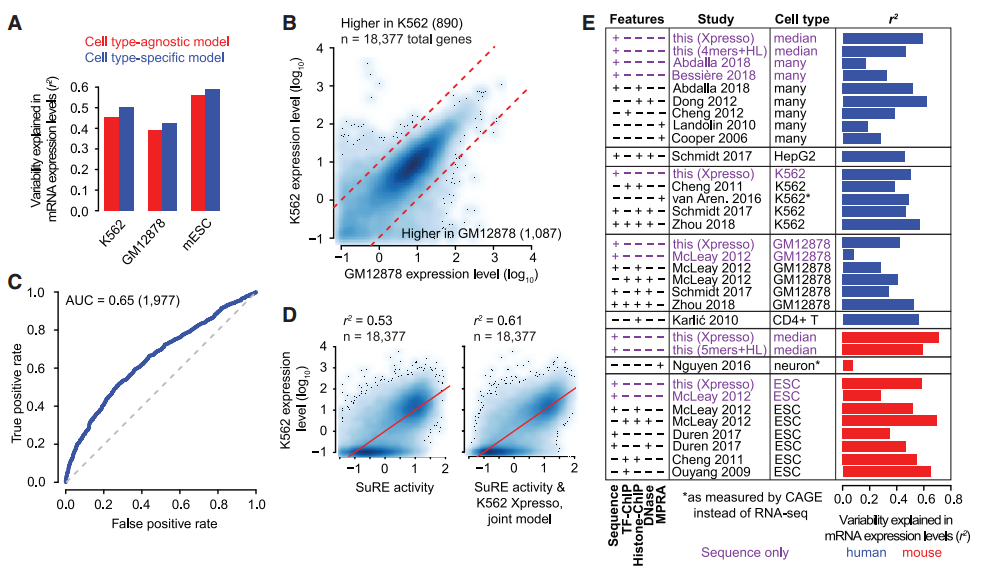 A
Cell type-agnostic model
Cell type-specific model
Variability explained in
mRNA expression levels (r²)
0.6
0.5
0.4
0.3
0.2
0.1
0.0
K562
GM12878
mESC
B
Higher in K562 (890)
n = 18,377 total genes
K562 expression level (log10)
4
3
2
1
0
−1
Higher in GM12878 (1,087)
−1 0 1 2 3 4
GM12878 expression level (log10)
C
AUC = 0.65 (1,977)
True positive rate
1.0
0.8
0.6
0.4
0.2
0.0
0.0 0.2 0.4 0.6 0.8 1.0
False positive rate
D
r² = 0.53
n = 18,377
r² = 0.61
n = 18,377
K562 expression
level (log10)
4
3
2
1
0
−1
−1 0 1 2
−1 0 1 2
SuRE activity
SuRE activity &
K562 Xpresso,
joint model
E
Features Study Cell type r²
+−−−− this (Xpresso) median
+−−−− this (4mers+HL) median
+−−−− Abdalla 2018 many
+−−−− Bessière 2018 many
+−++− Abdalla 2018 many
−−++− Dong 2012 many
−+−−− Cheng 2012 many
−−−−+ Landolin 2010 many
−−−−+ Cooper 2006 many
+−++− Schmidt 2017 HepG2
+−−−− this (Xpresso) K562
−++−− Cheng 2011 K562
−−−−+ van Aren. 2016 K562*
+−++− Schmidt 2017 K562
++++− Zhou 2018 K562
+−−−− this (Xpresso) GM12878
+−−−− McLeay 2012 GM12878
+−++− McLeay 2012 GM12878
++++− McLeay 2012 GM12878
+−++− Schmidt 2017 GM12878
++++− Zhou 2018 GM12878
−−+−− Karlić 2010 CD4+ T
+−−−− this (Xpresso) median
+−−−− this (5mers+HL) median
−−−−+ Nguyen 2016 neuron*
+−−−− this (Xpresso) ESC
+−−−− McLeay 2012 ESC
+−++− McLeay 2012 ESC
++++− McLeay 2012 ESC
−+−−− Duren 2017 ESC
−+−+− Duren 2017 ESC
−++−− Cheng 2011 ESC
−+−−− Ouyang 2009 ESC
Sequence
TF-ChIP
Histone-ChIP
DNase
MPRA
*as measured by CAGE
instead of RNA-seq
Sequence only
0.0 0.2 0.4 0.6 0.8
Variability explained in
mRNA expression levels (r²)
human mouse